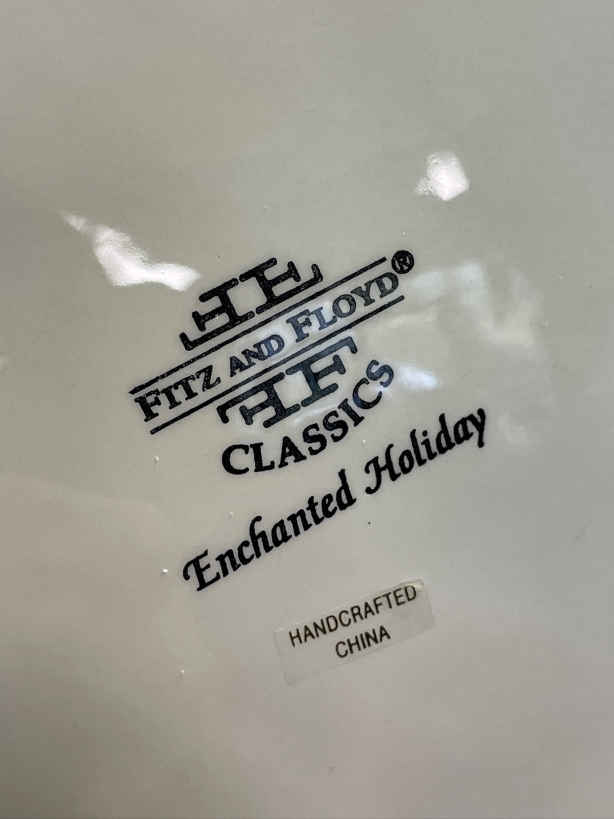 FITZ AND FLOYD®
CLASSICS
Enchanted Holiday
HANDCRAFTED
CHINA